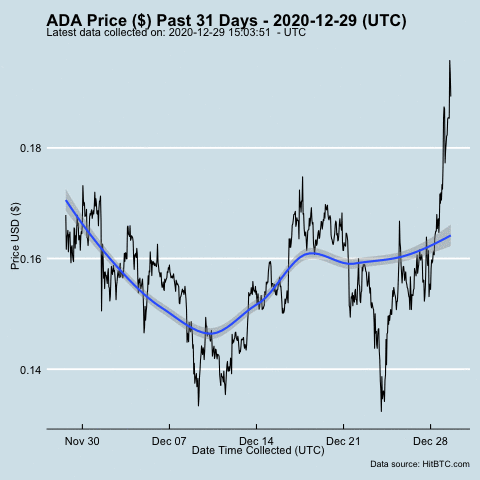 ADA Price ($) Past 31 Days - 2020-12-29 (UTC)
Latest data collected on: 2020-12-29 15:03:51 - UTC
Price USD ($)
0.18
0.16
0.14
Nov 30 Dec 07 Dec 14 Dec 21 Dec 28
Date Time Collected (UTC)
Data source: HitBTC.com